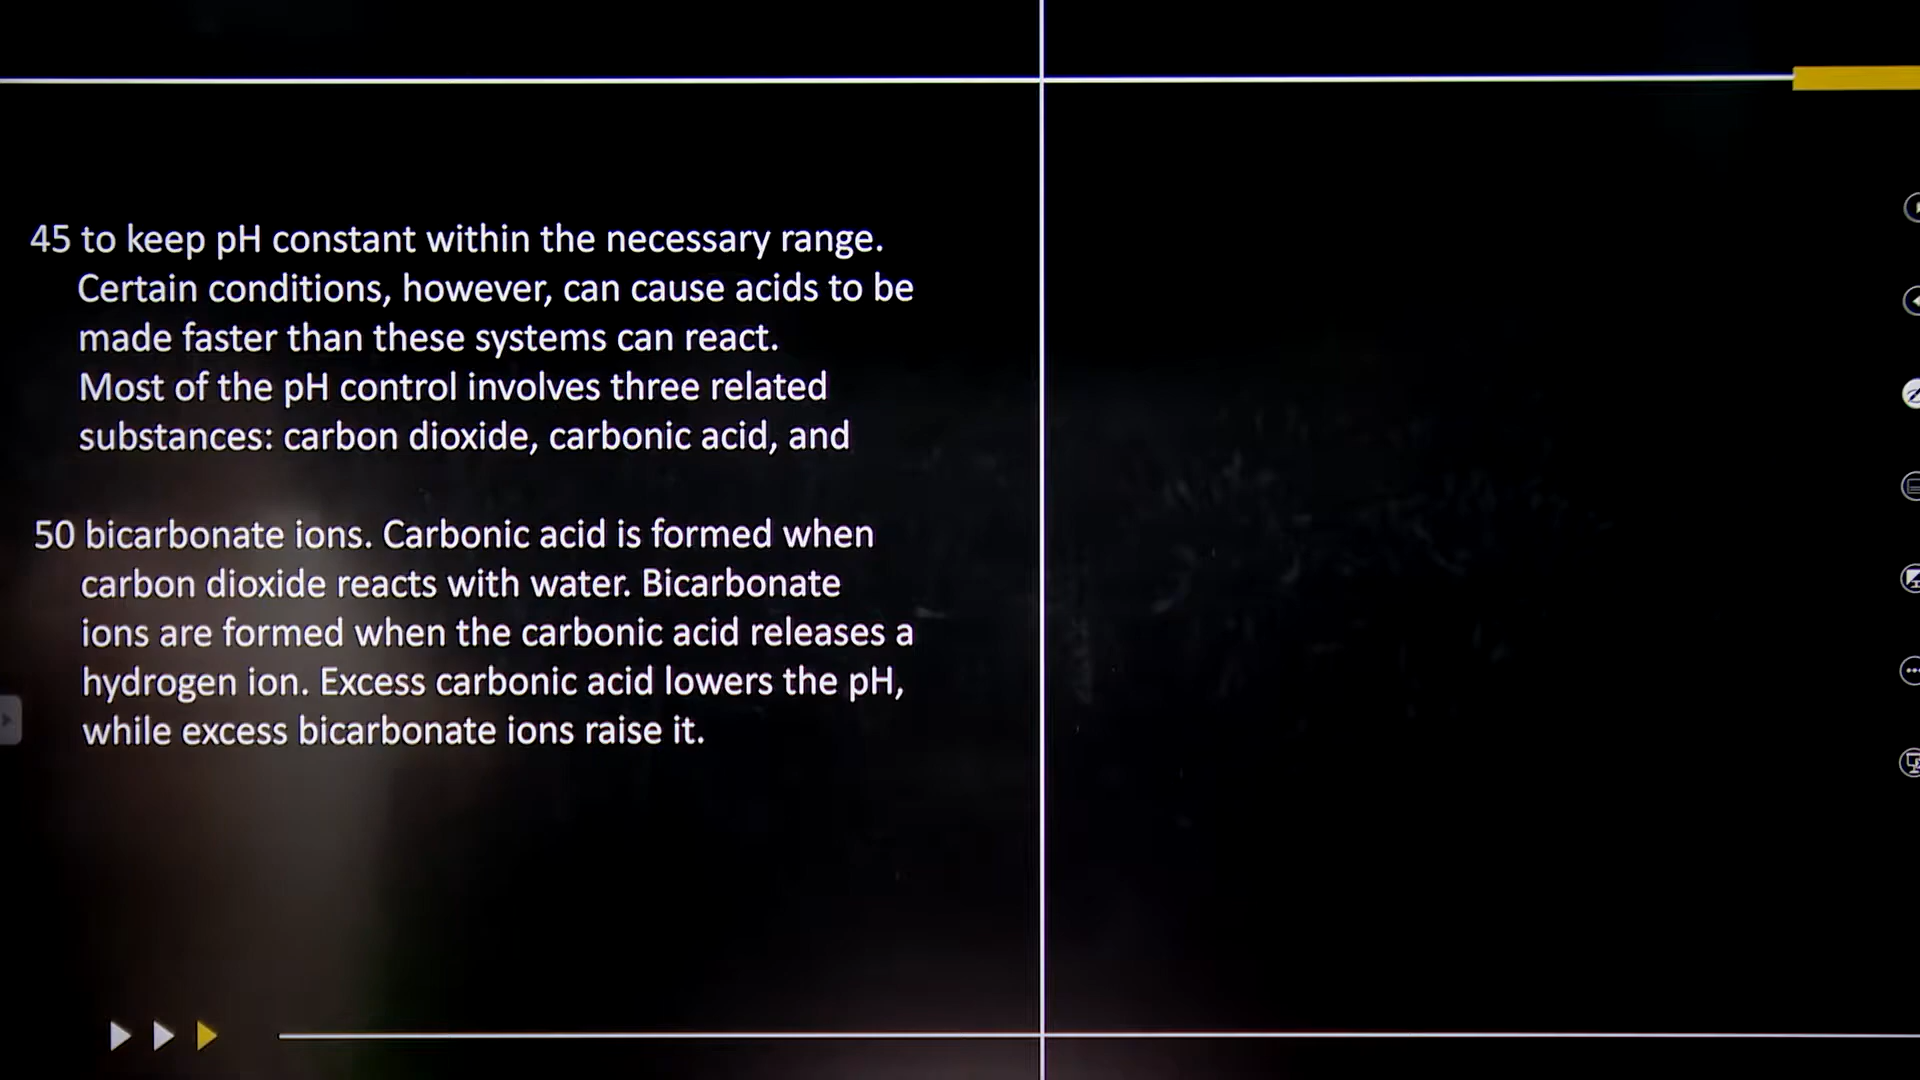 45 to keep pH constant within the necessary range.
Certain conditions, however, can cause acids to be
made faster than these systems can react.
Most of the pH control involves three related
substances: carbon dioxide, carbonic acid, and
50 bicarbonate ions. Carbonic acid is formed when
carbon dioxide reacts with water. Bicarbonate
ions are formed when the carbonic acid releases a
hydrogen ion. Excess carbonic acid lowers the pH,
while excess bicarbonate ions raise it.